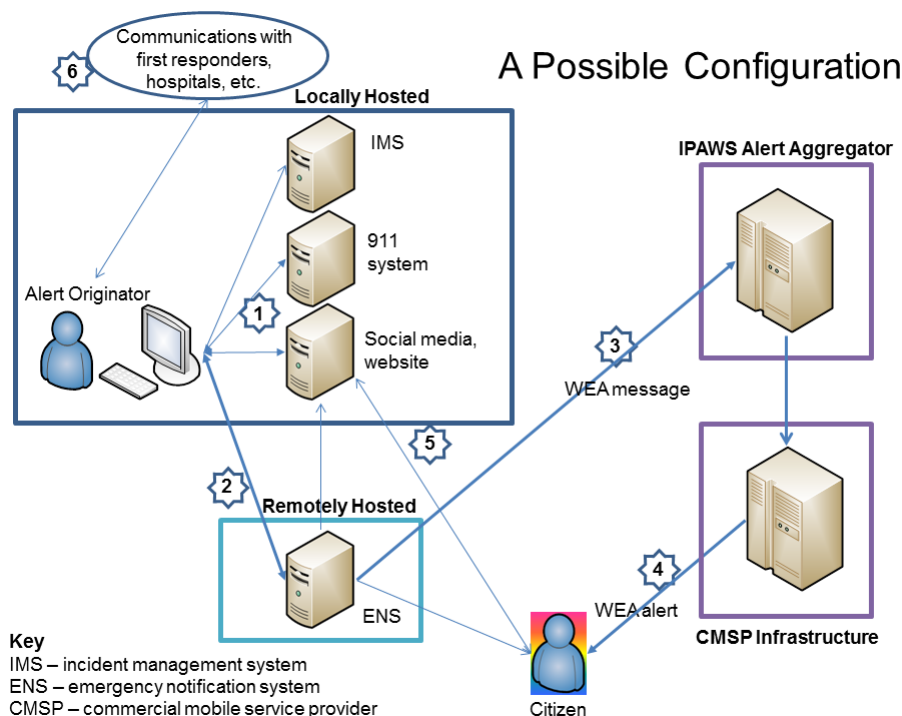 A Possible Configuration
Communications with
first responders,
hospitals, etc.
6
Locally Hosted
IMS
911
system
Alert Originator
1
Social media,
website
IPAWS Alert Aggregator
3
WEA message
5
2
Remotely Hosted
ENS
4
WEA alert
CMSP Infrastructure
Citizen
Key
IMS – incident management system
ENS – emergency notification system
CMSP – commercial mobile service provider